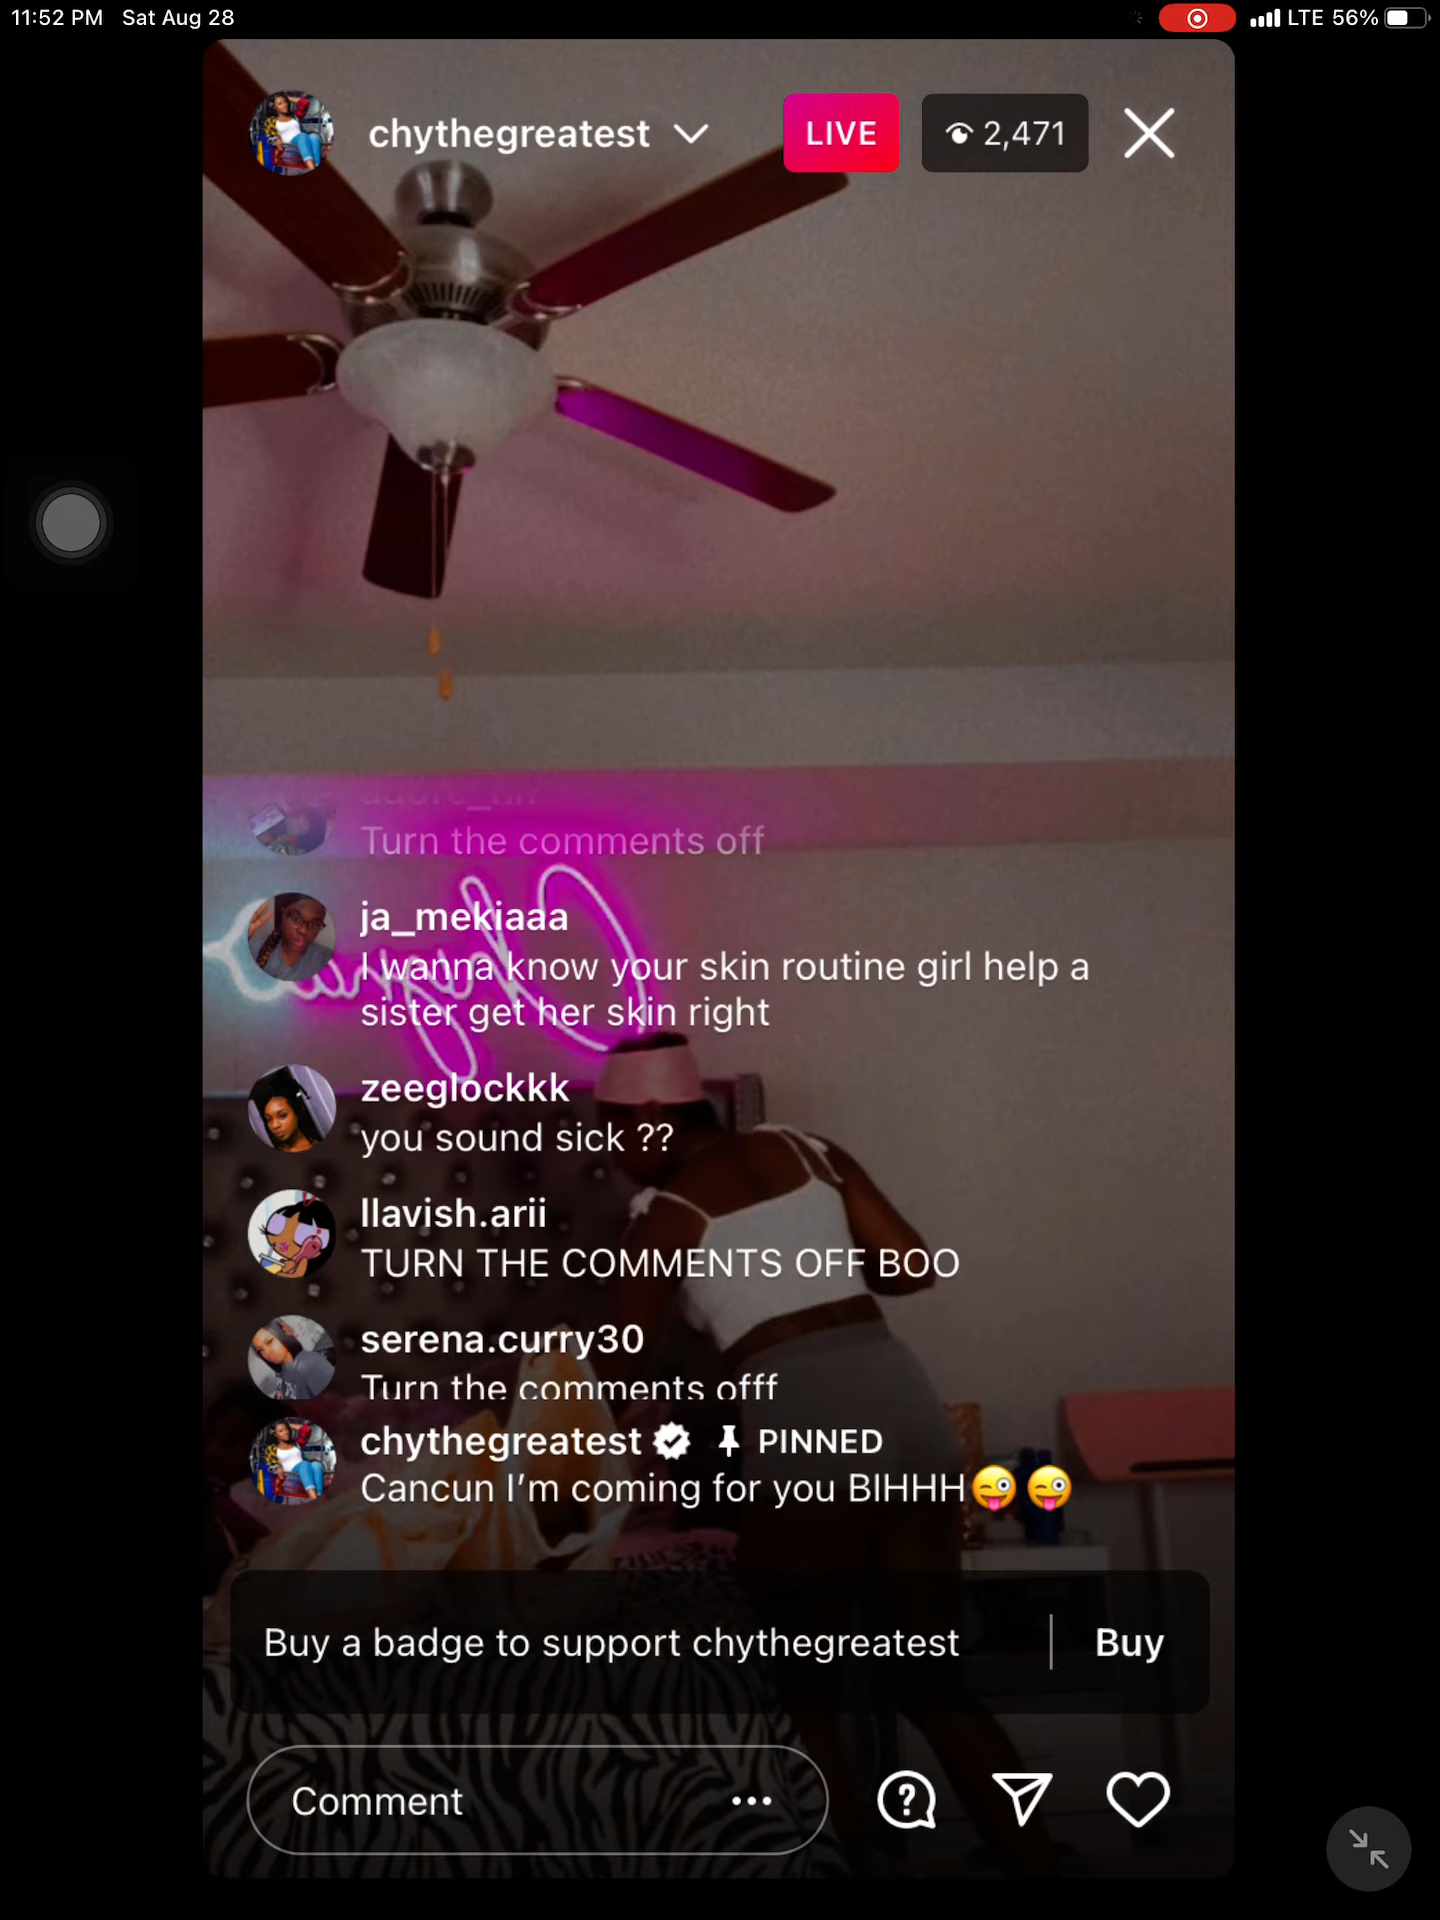 11:52 PM Sat Aug 28
LTE 56%
chythegreatest
LIVE
2,471
Turn the comments off
ja_mekiaaa
I wanna know your skin routine girl help a
sister get her skin right
zeeglockkk
you sound sick ??
llavish.arii
TURN THE COMMENTS OFF BOO
serena.curry30
Turn the comments offf
chythegreatest PINNED
Cancun I'm coming for you BIHHH😜😜
Buy a badge to support chythegreatest | Buy
Comment